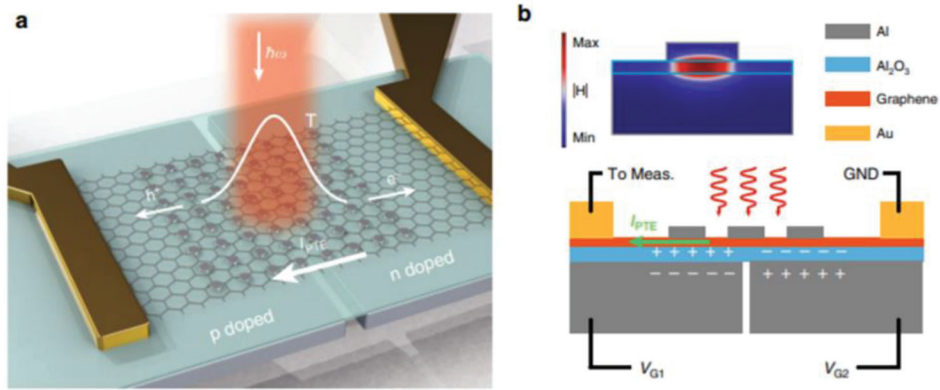 a
ħω
T
h⁺
e⁻
I_PTE
n doped
p doped
b
Max
|H|
Min
Al
Al₂O₃
Graphene
Au
To Meas.
GND
I_PTE
+ + + + +
− − − − −
− − − − −
+ + + + +
V_G1
V_G2